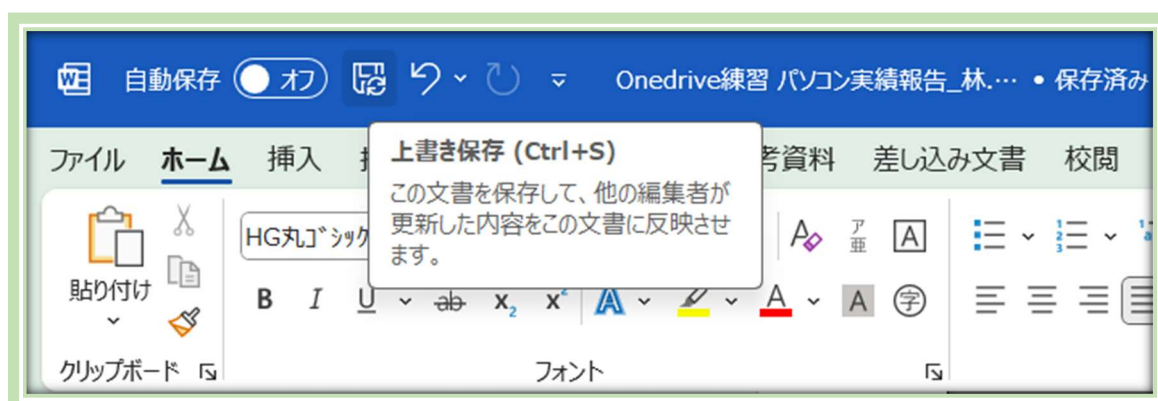 自動保存 オフ Onedrive練習 パソコン実績報告_林.… • 保存済み
ファイル ホーム 挿入 考資料 差し込み文書 校閲
上書き保存 (Ctrl+S)
この文書を保存して、他の編集者が
更新した内容をこの文書に反映させ
ます。
HG丸ゴシック
ア亜 A
貼り付け
B I U ab x₂ x² A A A 字
クリップボード フォント